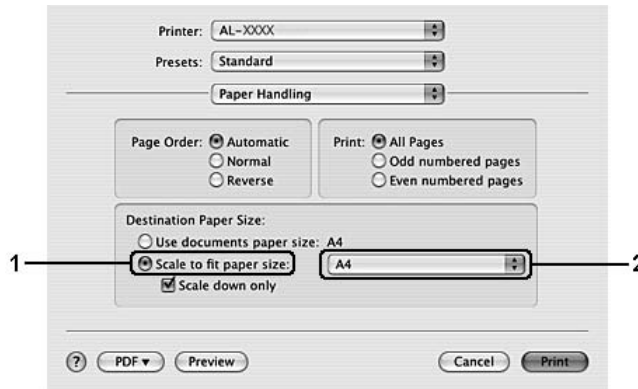 Printer: AL-XXXX
Presets: Standard
Paper Handling
Page Order: Automatic Print: All Pages
Normal Odd numbered pages
Reverse Even numbered pages
Destination Paper Size:
Use documents paper size: A4
1 Scale to fit paper size: A4 2
Scale down only
? PDF Preview Cancel Print